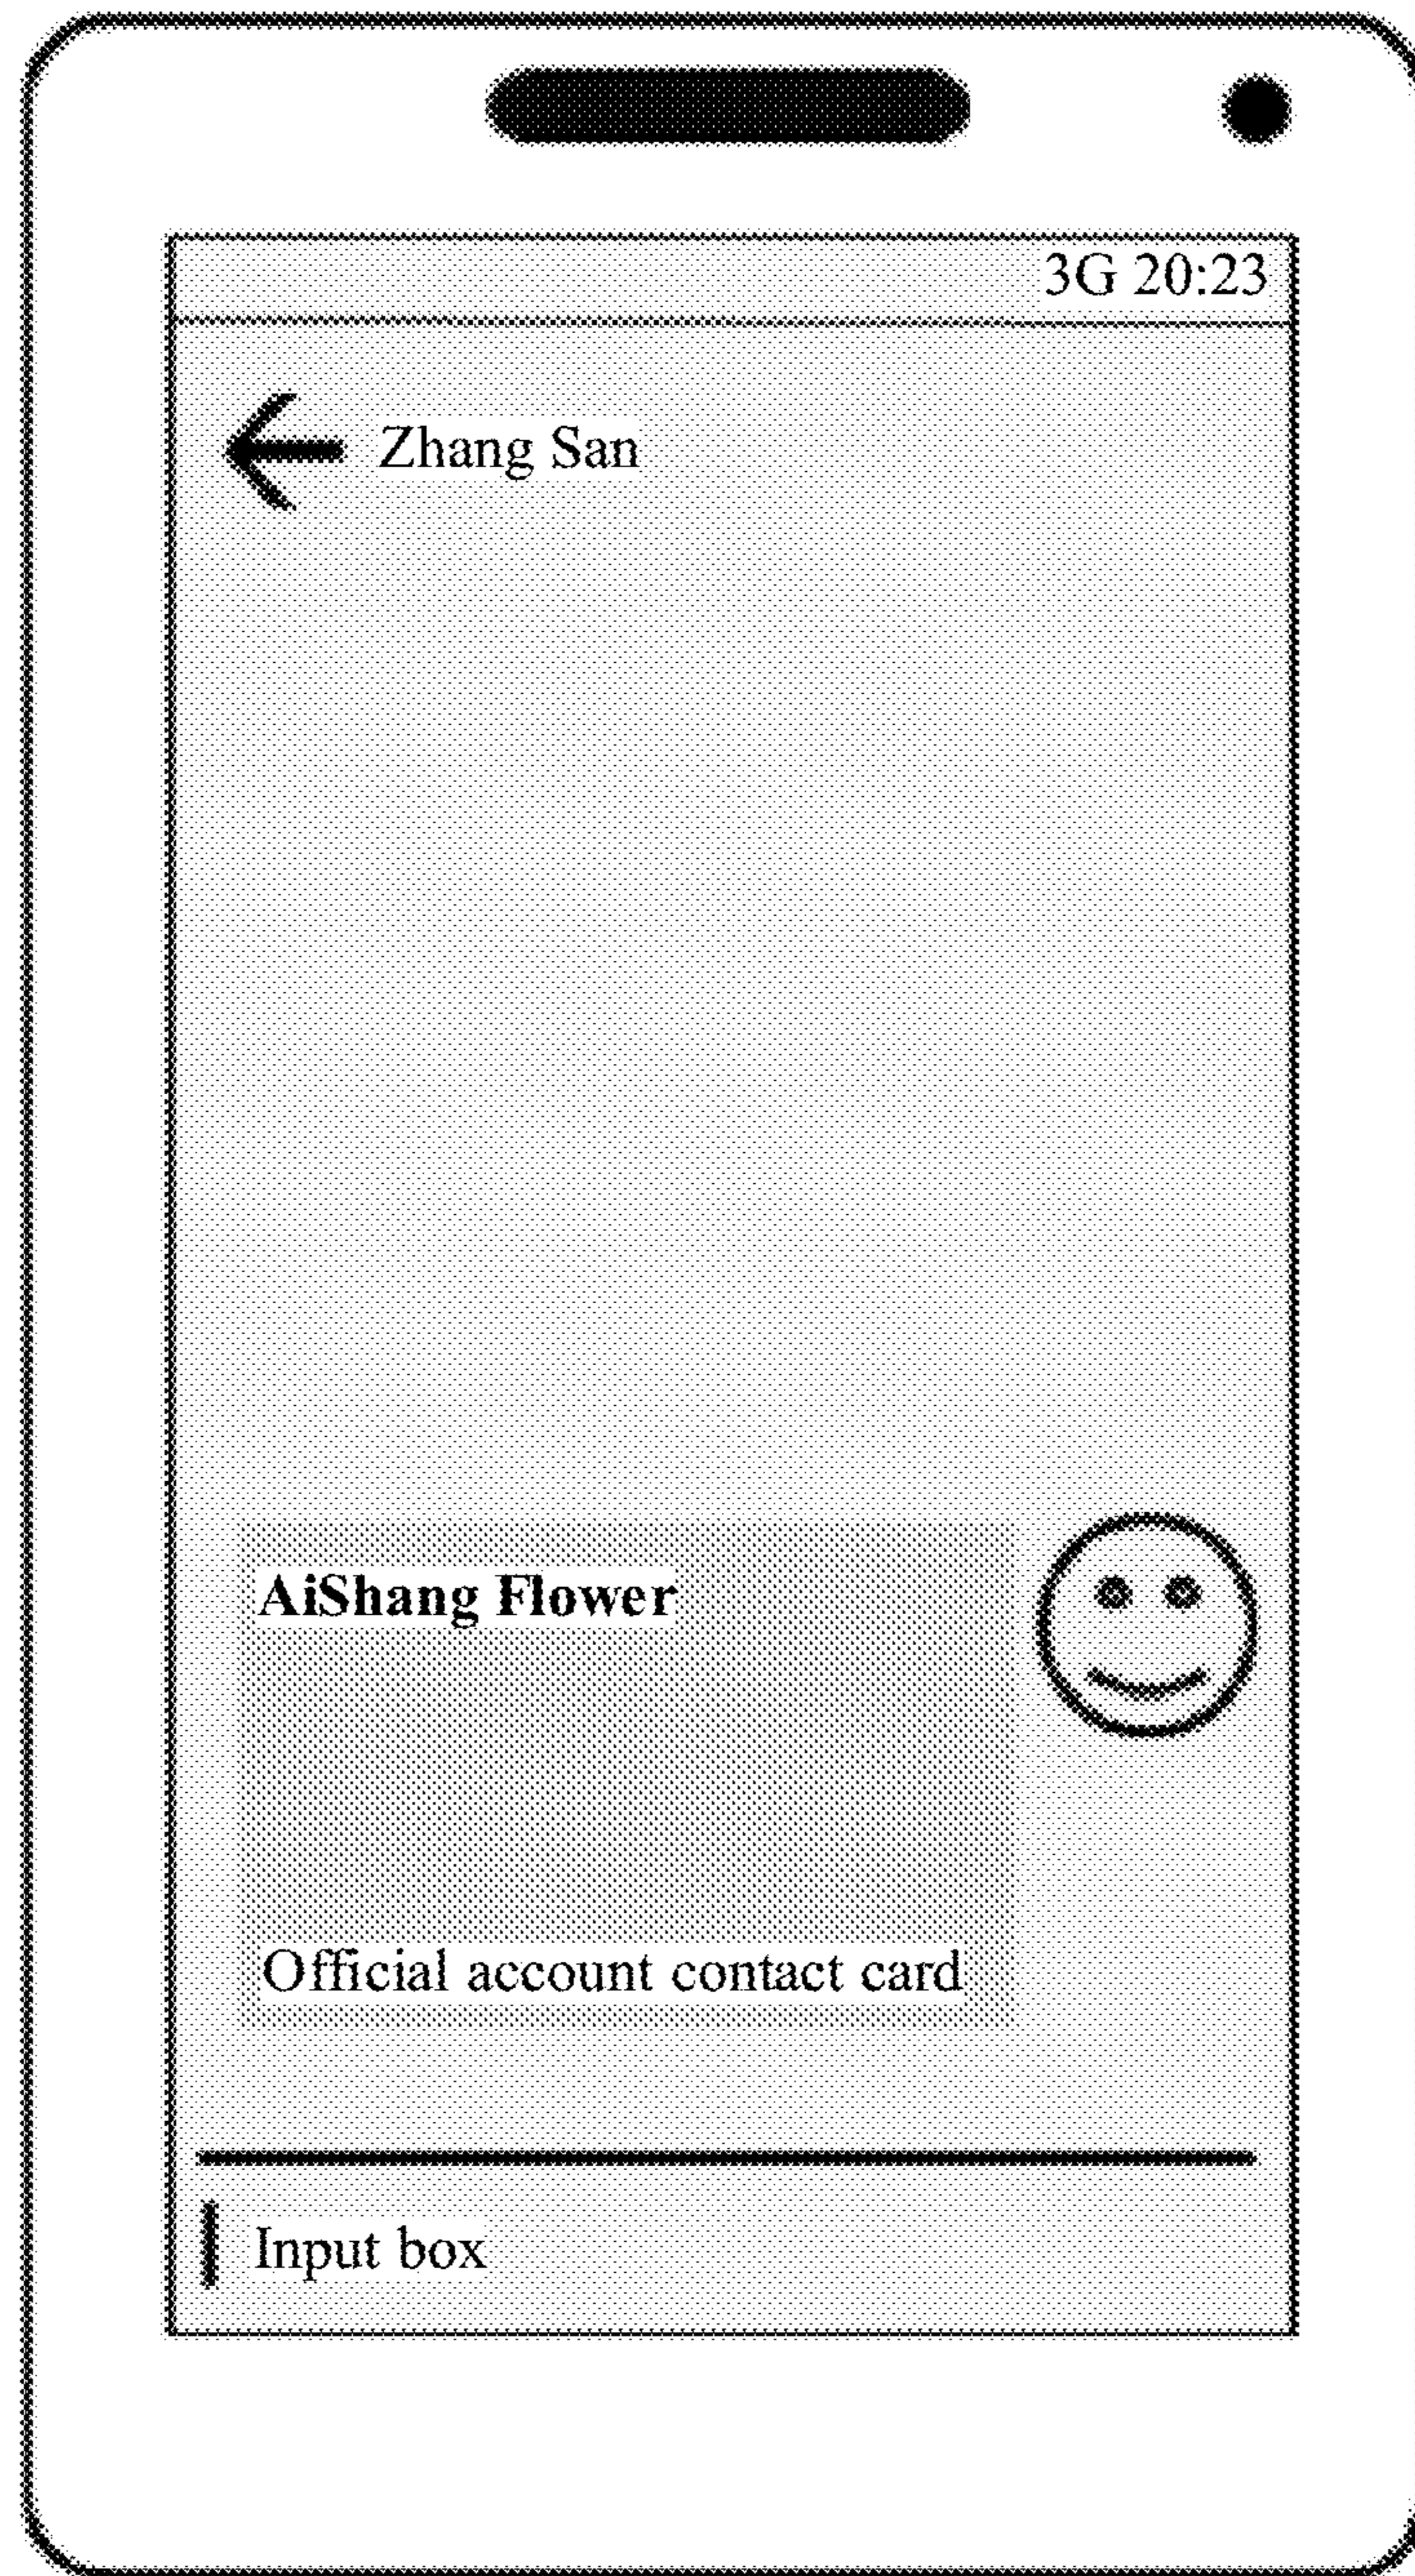 3G 20:23
Zhang San
AiShang Flower
Official account contact card
Input box